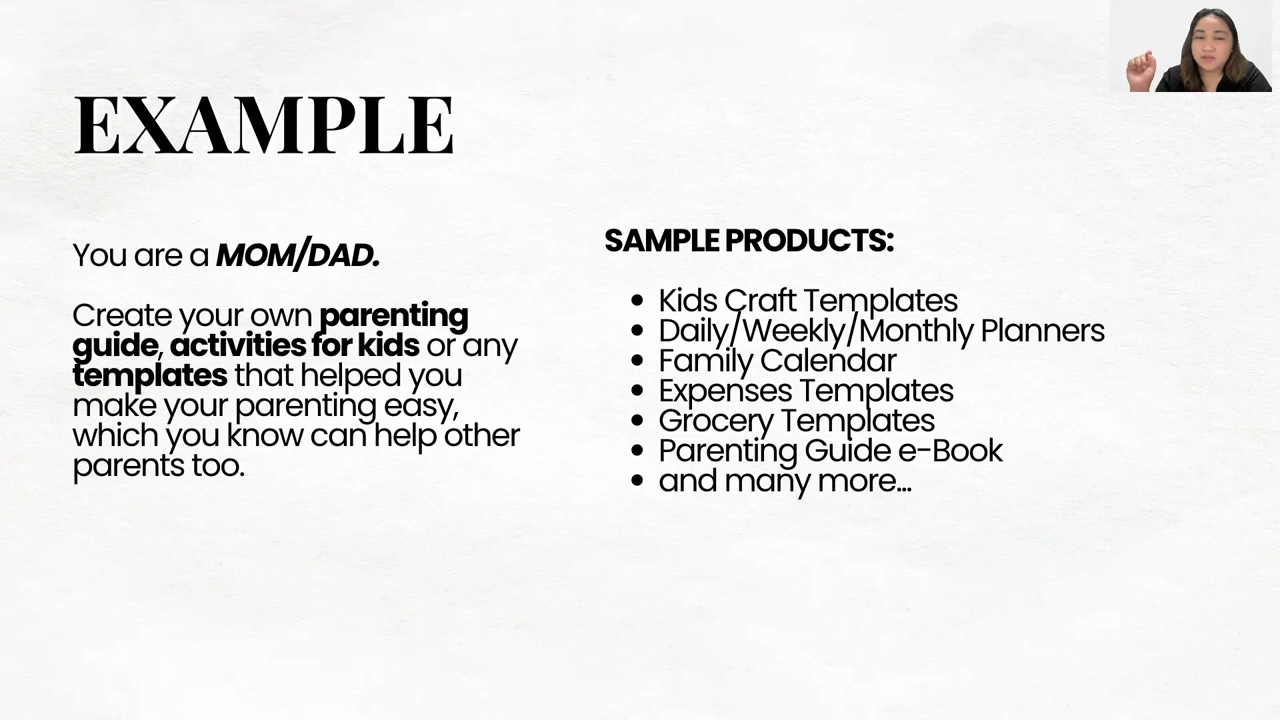 EXAMPLE
You are a MOM/DAD.
Create your own parenting
guide, activities for kids or any
templates that helped you
make your parenting easy,
which you know can help other
parents too.
SAMPLE PRODUCTS:
• Kids Craft Templates
• Daily/Weekly/Monthly Planners
• Family Calendar
• Expenses Templates
• Grocery Templates
• Parenting Guide e-Book
• and many more...